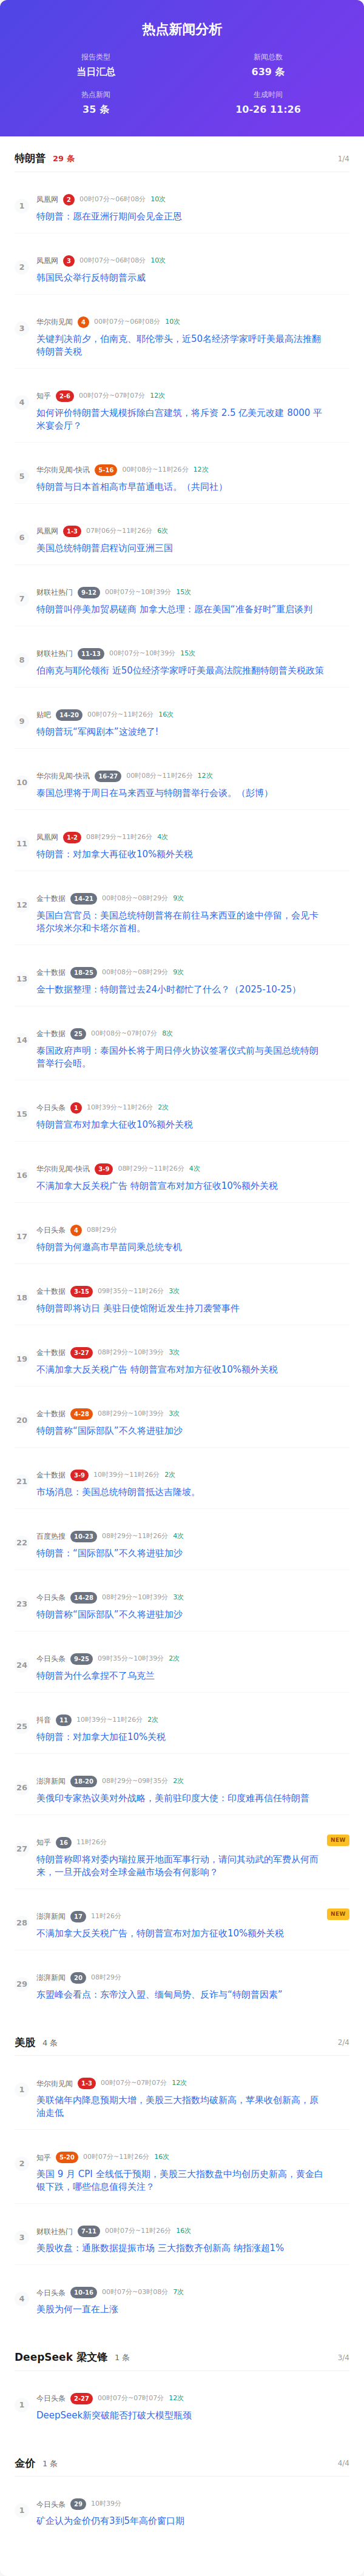 热点新闻分析
报告类型 新闻总数
当日汇总 639 条
热点新闻 生成时间
35 条 10-26 11:26
特朗普 29 条 1/4
1 凤凰网 2 00时07分~06时08分 10次
特朗普：愿在亚洲行期间会见金正恩
2 凤凰网 3 00时07分~06时08分 10次
韩国民众举行反特朗普示威
3 华尔街见闻 4 00时07分~06时08分 10次
关键判决前夕，伯南克、耶伦带头，近50名经济学家呼吁美最高法推翻
特朗普关税
4 知乎 2-6 00时07分~07时07分 12次
如何评价特朗普大规模拆除白宫建筑，将斥资 2.5 亿美元改建 8000 平
米宴会厅？
5 华尔街见闻-快讯 5-16 00时08分~11时26分 12次
特朗普与日本首相高市早苗通电话。（共同社）
6 凤凰网 1-3 07时06分~11时26分 6次
美国总统特朗普启程访问亚洲三国
7 财联社热门 9-12 00时07分~10时39分 15次
特朗普叫停美加贸易磋商 加拿大总理：愿在美国“准备好时”重启谈判
8 财联社热门 11-13 00时07分~10时39分 15次
伯南克与耶伦领衔 近50位经济学家呼吁美最高法院推翻特朗普关税政策
9 贴吧 14-20 00时07分~11时26分 16次
特朗普玩“军阀剧本”这波绝了!
10 华尔街见闻-快讯 16-27 00时08分~11时26分 12次
泰国总理将于周日在马来西亚与特朗普举行会谈。（彭博）
11 凤凰网 1-2 08时29分~11时26分 4次
特朗普：对加拿大再征收10%额外关税
12 金十数据 14-21 00时08分~08时29分 9次
美国白宫官员：美国总统特朗普将在前往马来西亚的途中停留，会见卡
塔尔埃米尔和卡塔尔首相。
13 金十数据 18-25 00时08分~08时29分 9次
金十数据整理：特朗普过去24小时都忙了什么？（2025-10-25）
14 金十数据 25 00时08分~07时07分 8次
泰国政府声明：泰国外长将于周日停火协议签署仪式前与美国总统特朗
普举行会晤。
15 今日头条 1 10时39分~11时26分 2次
特朗普宣布对加拿大征收10%额外关税
16 华尔街见闻-快讯 3-9 08时29分~11时26分 4次
不满加拿大反关税广告 特朗普宣布对加方征收10%额外关税
17 今日头条 4 08时29分
特朗普为何邀高市早苗同乘总统专机
18 金十数据 3-15 09时35分~11时26分 3次
特朗普即将访日 美驻日使馆附近发生持刀袭警事件
19 金十数据 3-27 08时29分~10时39分 3次
不满加拿大反关税广告 特朗普宣布对加方征收10%额外关税
20 金十数据 4-28 08时29分~10时39分 3次
特朗普称“国际部队”不久将进驻加沙
21 金十数据 3-9 10时39分~11时26分 2次
市场消息：美国总统特朗普抵达吉隆坡。
22 百度热搜 10-23 08时29分~11时26分 4次
特朗普：“国际部队”不久将进驻加沙
23 今日头条 14-28 08时29分~10时39分 3次
特朗普称“国际部队”不久将进驻加沙
24 今日头条 9-25 09时35分~10时39分 2次
特朗普为什么拿捏不了乌克兰
25 抖音 11 10时39分~11时26分 2次
特朗普：对加拿大加征10%关税
26 澎湃新闻 18-20 08时29分~09时35分 2次
美俄印专家热议美对外战略，美前驻印度大使：印度难再信任特朗普
27 知乎 16 11时26分 NEW
特朗普称即将对委内瑞拉展开地面军事行动，请问其动武的军费从何而
来，一旦开战会对全球金融市场会有何影响？
28 澎湃新闻 17 11时26分 NEW
不满加拿大反关税广告，特朗普宣布对加方征收10%额外关税
29 澎湃新闻 20 08时29分
东盟峰会看点：东帝汶入盟、缅甸局势、反诈与“特朗普因素”
美股 4 条 2/4
1 华尔街见闻 1-3 00时07分~07时07分 12次
美联储年内降息预期大增，美股三大指数均破新高，苹果收创新高，原
油走低
2 知乎 5-20 00时07分~11时26分 16次
美国 9 月 CPI 全线低于预期，美股三大指数盘中均创历史新高，黄金白
银下跌，哪些信息值得关注？
3 财联社热门 7-11 00时07分~11时26分 16次
美股收盘：通胀数据提振市场 三大指数齐创新高 纳指涨超1%
4 今日头条 10-16 00时07分~03时08分 7次
美股为何一直在上涨
DeepSeek 梁文锋 1 条 3/4
1 今日头条 2-27 00时07分~07时07分 12次
DeepSeek新突破能否打破大模型瓶颈
金价 1 条 4/4
1 今日头条 29 10时39分
矿企认为金价仍有3到5年高价窗口期